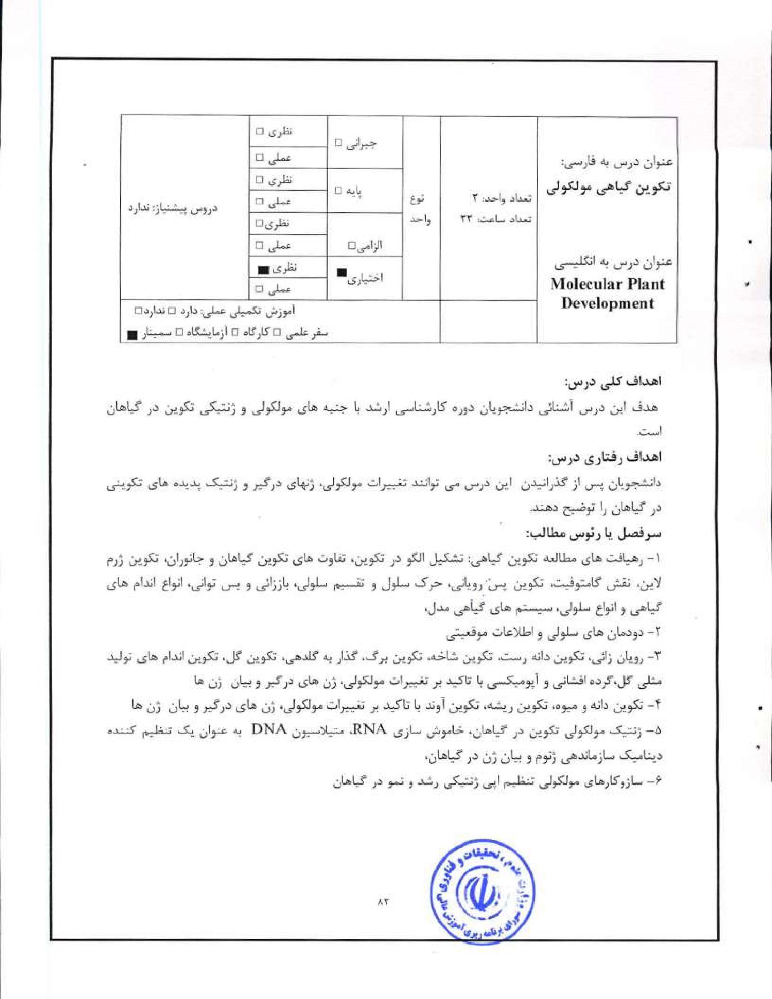 عنوان درس به فارسی:
تکوین گیاهی مولکولی
عنوان درس به انگلیسی
Molecular Plant
Development
تعداد واحد: ۲
تعداد ساعت: ۳۲
نوع
واحد
جبرانی □
نظری □
عملی □
پایه □
نظری □
عملی □
الزامی□
نظری□
عملی □
اختیاری■
نظری ■
عملی □
دروس پیشنیاز: ندارد
آموزش تکمیلی عملی: دارد □ ندارد□
سفر علمی □ کارگاه □ آزمایشگاه □ سمینار ■
اهداف کلی درس:
هدف این درس آشنائی دانشجویان دوره کارشناسی ارشد با جنبه های مولکولی و ژنتیکی تکوین در گیاهان
است.
اهداف رفتاری درس:
دانشجویان پس از گذرانیدن این درس می توانند تغییرات مولکولی، ژنهای درگیر و ژنتیک پدیده های تکوینی
در گیاهان را توضیح دهند.
سرفصل یا رئوس مطالب:
۱- رهیافت های مطالعه تکوین گیاهی: تشکیل الگو در تکوین، تفاوت های تکوین گیاهان و جانوران، تکوین ژرم
لاین، نقش گامتوفیت، تکوین پس رویانی، حرک سلول و تقسیم سلولی، باززائی و بس توانی، انواع اندام های
گیاهی و انواع سلولی، سیستم های گیاهی مدل،
۲- دودمان های سلولی و اطلاعات موقعیتی
۳- رویان زائی، تکوین دانه رست، تکوین شاخه، تکوین برگ، گذار به گلدهی، تکوین گل، تکوین اندام های تولید
مثلی گل،گرده افشانی و آپومیکسی با تاکید بر تغییرات مولکولی، ژن های درگیر و بیان ژن ها
۴- تکوین دانه و میوه، تکوین ریشه، تکوین آوند با تاکید بر تغییرات مولکولی، ژن های درگیر و بیان ژن ها
۵- ژنتیک مولکولی تکوین در گیاهان، خاموش سازی RNA، متیلاسیون DNA به عنوان یک تنظیم کننده
دینامیک سازماندهی ژنوم و بیان ژن در گیاهان،
۶- سازوکارهای مولکولی تنظیم اپی ژنتیکی رشد و نمو در گیاهان
وزارت علوم، تحقیقات و فناوری
شورای برنامه ریزی آموزش عالی
۸۲